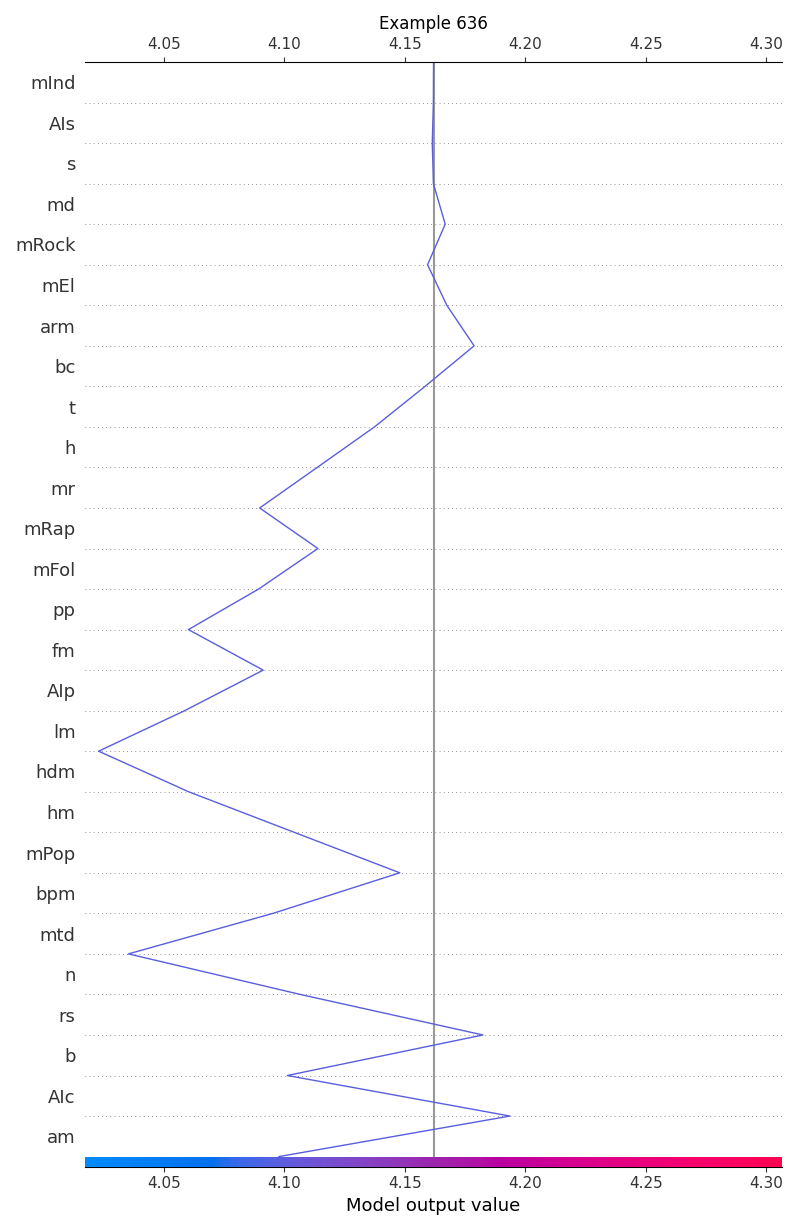 Example 636
4.05 4.10 4.15 4.20 4.25 4.30
mInd
AIs
s
md
mRock
mEl
arm
bc
t
h
mr
mRap
mFol
pp
fm
AIp
lm
hdm
hm
mPop
bpm
mtd
n
rs
b
AIc
am
4.05 4.10 4.15 4.20 4.25 4.30
Model output value